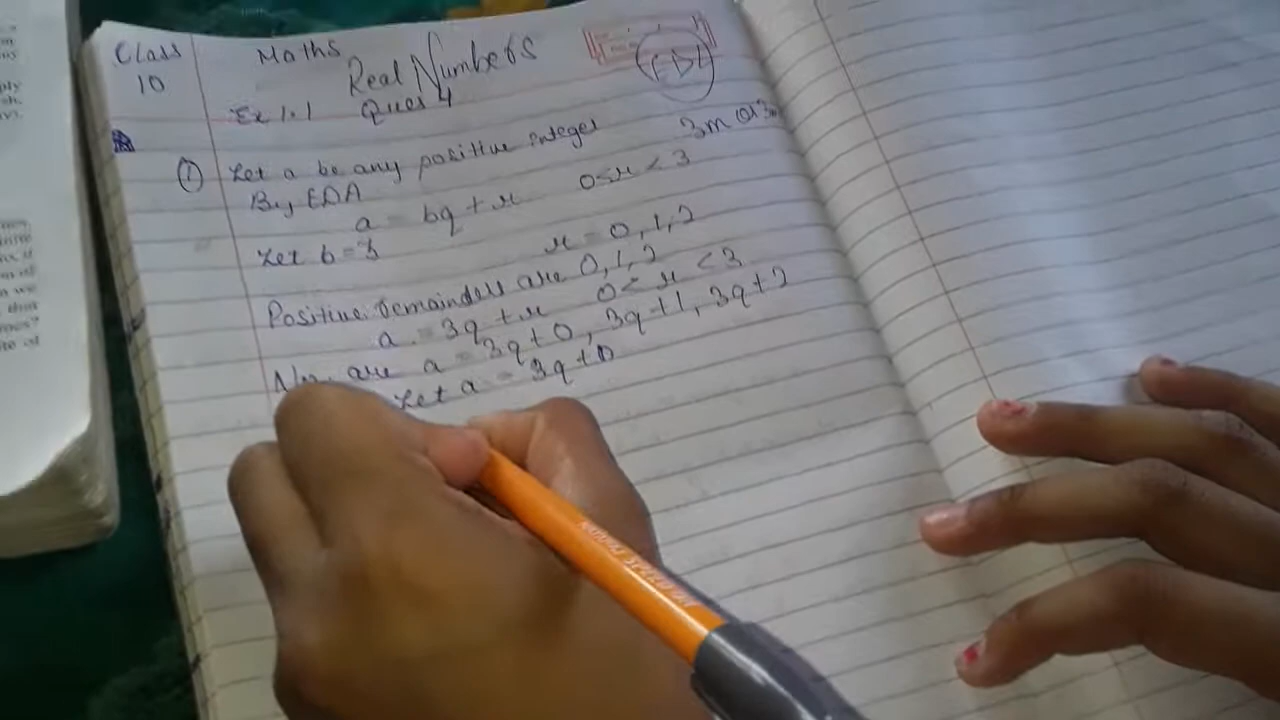 Class Maths
10 Real Numbers
Ex 1.1 Ques 4
3m or 3m
① Let a be any positive integer
By EDA
a = bq + r 0<r<3
Let b = 3 r = 0,1,2
Positive remainders are 0,1,2
a = 3q + r 0<r<3
are a = 3q+0, 3q+1, 3q+2
Let a = 3q+0